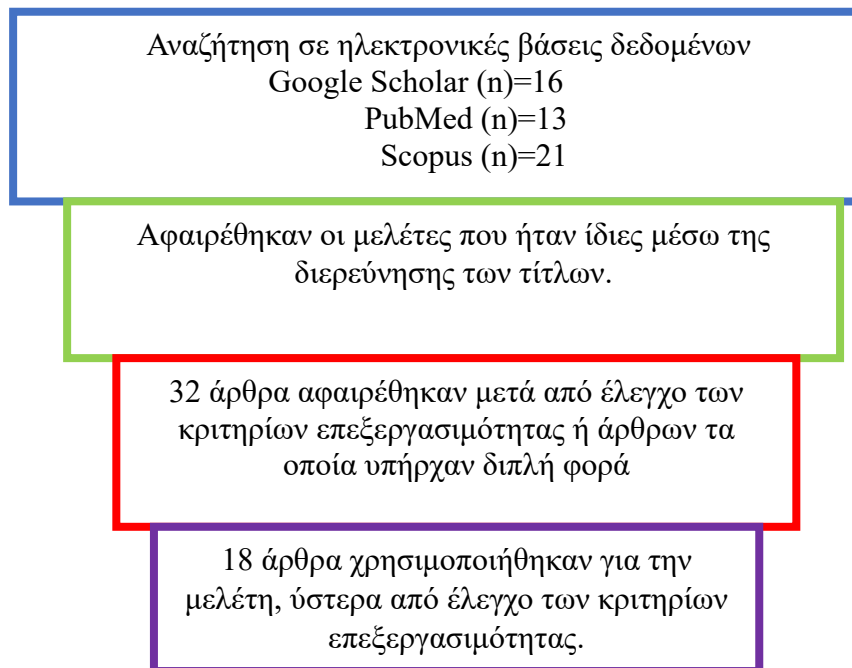 Αναζήτηση σε ηλεκτρονικές βάσεις δεδομένων
Google Scholar (n)=16
PubMed (n)=13
Scopus (n)=21
Αφαιρέθηκαν οι μελέτες που ήταν ίδιες μέσω της
διερεύνησης των τίτλων.
32 άρθρα αφαιρέθηκαν μετά από έλεγχο των
κριτηρίων επεξεργασιμότητας ή άρθρων τα
οποία υπήρχαν διπλή φορά
18 άρθρα χρησιμοποιήθηκαν για την
μελέτη, ύστερα από έλεγχο των κριτηρίων
επεξεργασιμότητας.